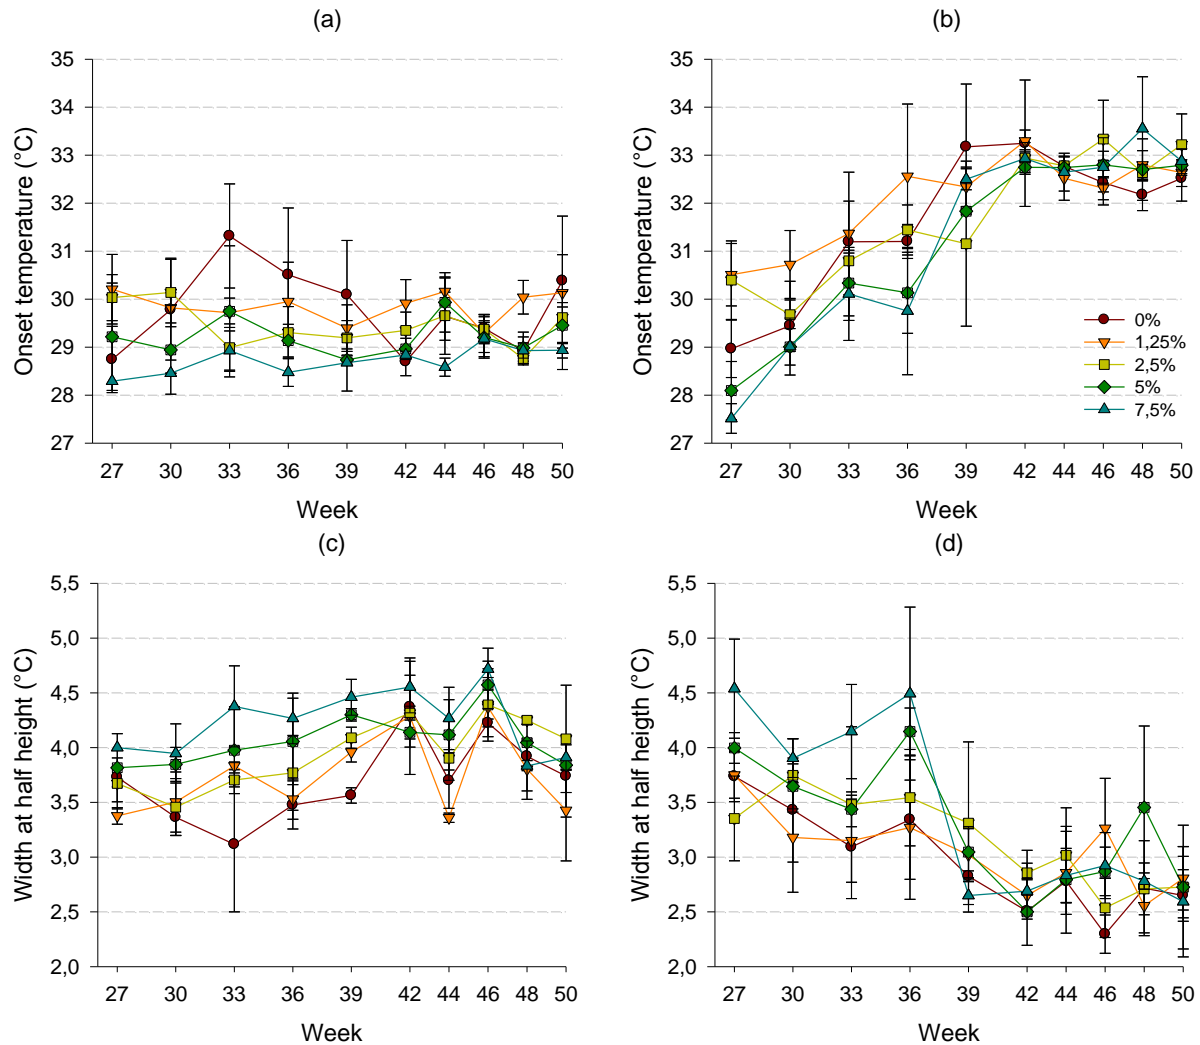 (a)
Onset temperature (°C)
35
34
33
32
31
30
29
28
27
27 30 33 36 39 42 44 46 48 50
Week
(b)
Onset temperature (°C)
35
34
33
32
31
30
29
28
27
0%
1,25%
2,5%
5%
7,5%
27 30 33 36 39 42 44 46 48 50
Week
(c)
Width at half height (°C)
5,5
5,0
4,5
4,0
3,5
3,0
2,5
2,0
27 30 33 36 39 42 44 46 48 50
Week
(d)
Width at half heigth (°C)
5,5
5,0
4,5
4,0
3,5
3,0
2,5
2,0
27 30 33 36 39 42 44 46 48 50
Week